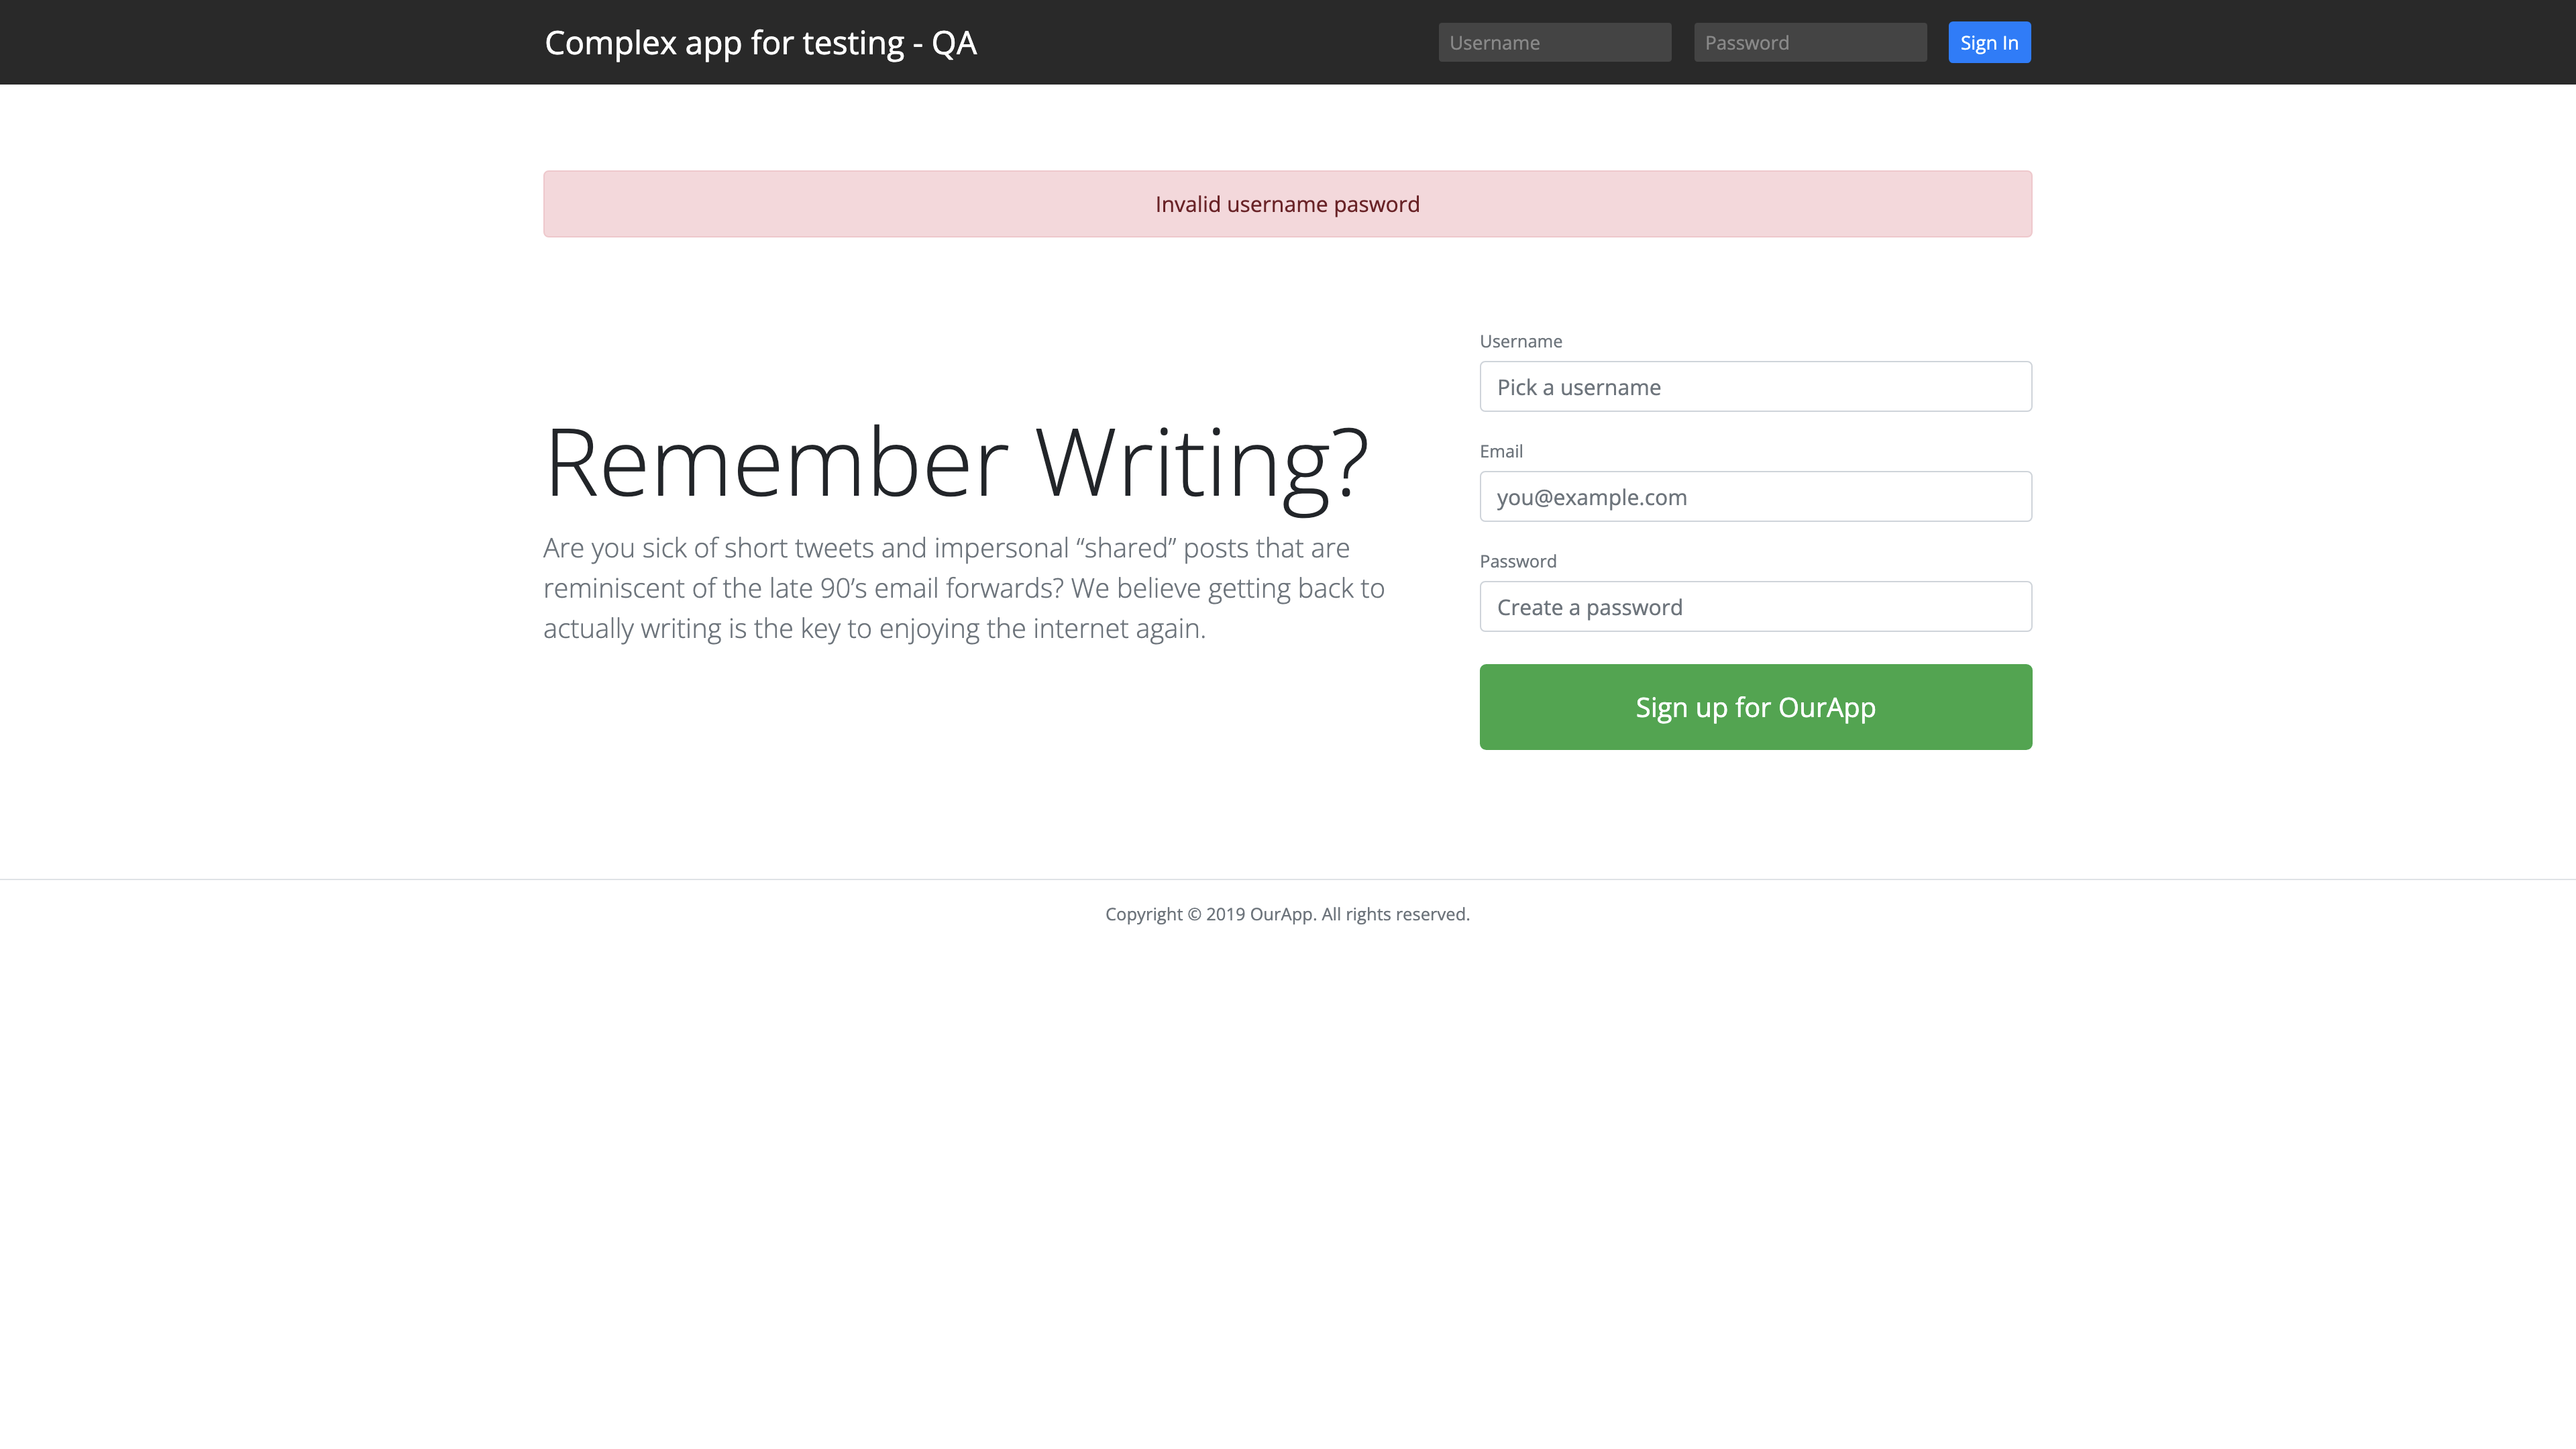 Complex app for testing - QA
Username
Password
Sign In
Invalid username pasword
Remember Writing?
Are you sick of short tweets and impersonal “shared” posts that are
reminiscent of the late 90’s email forwards? We believe getting back to
actually writing is the key to enjoying the internet again.
Username
Pick a username
Email
you@example.com
Password
Create a password
Sign up for OurApp
Copyright © 2019 OurApp. All rights reserved.